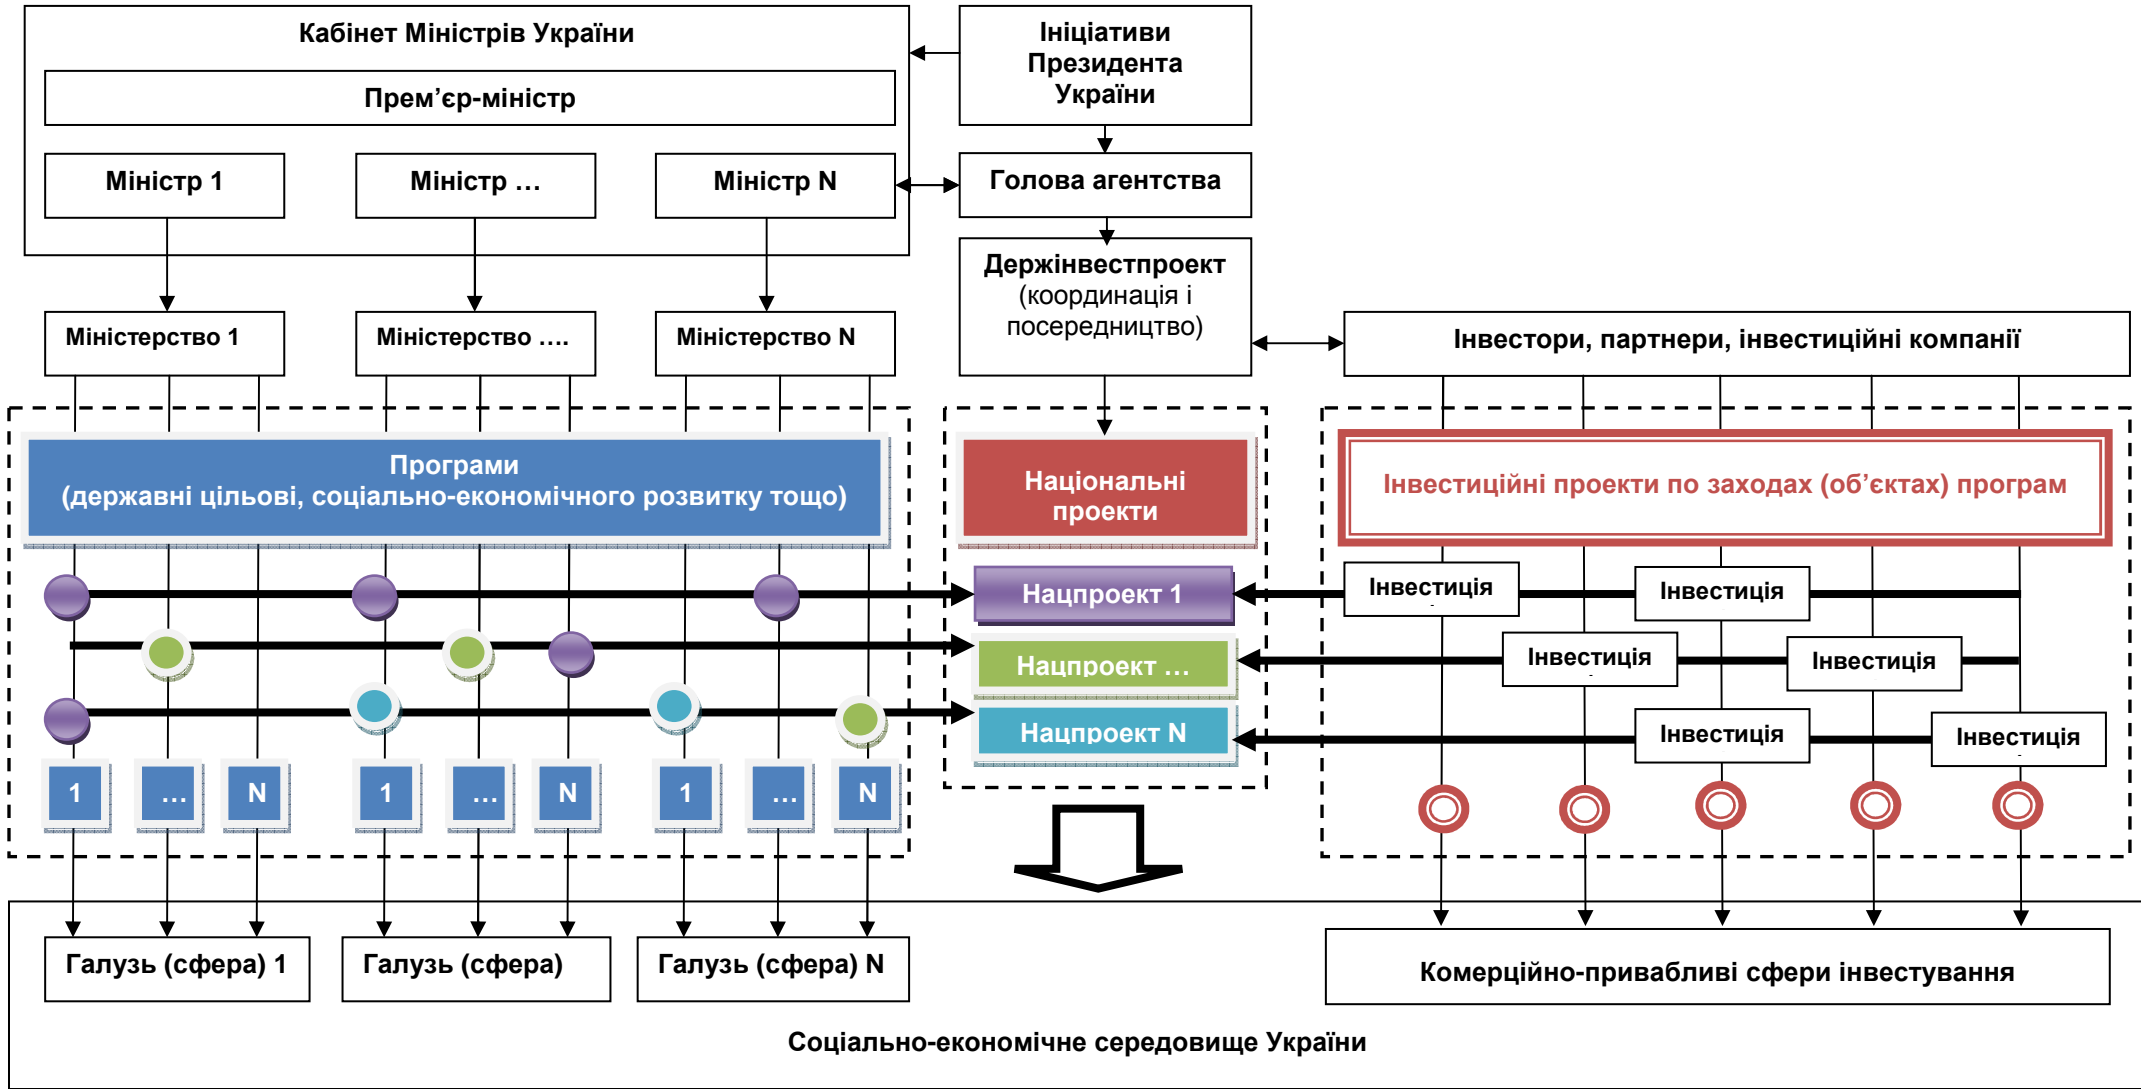 Кабінет Міністрів України
Ініціативи
Президента
України
Прем’єр-міністр
Міністр 1
Міністр …
Міністр N
Голова агентства
Держінвестпроект
(координація і
посередництво)
Міністерство 1
Міністерство ….
Міністерство N
Інвестори, партнери, інвестиційні компанії
Програми
(державні цільові, соціально-економічного розвитку тощо)
Національні
проекти
Інвестиційні проекти по заходах (об’єктах) програм
Нацпроект 1
Інвестиція
Інвестиція
Нацпроект …
Інвестиція
Інвестиція
Нацпроект N
Інвестиція
Інвестиція
1
…
N
1
…
N
1
…
N
Галузь (сфера) 1
Галузь (сфера)
Галузь (сфера) N
Комерційно-привабливі сфери інвестування
Соціально-економічне середовище України